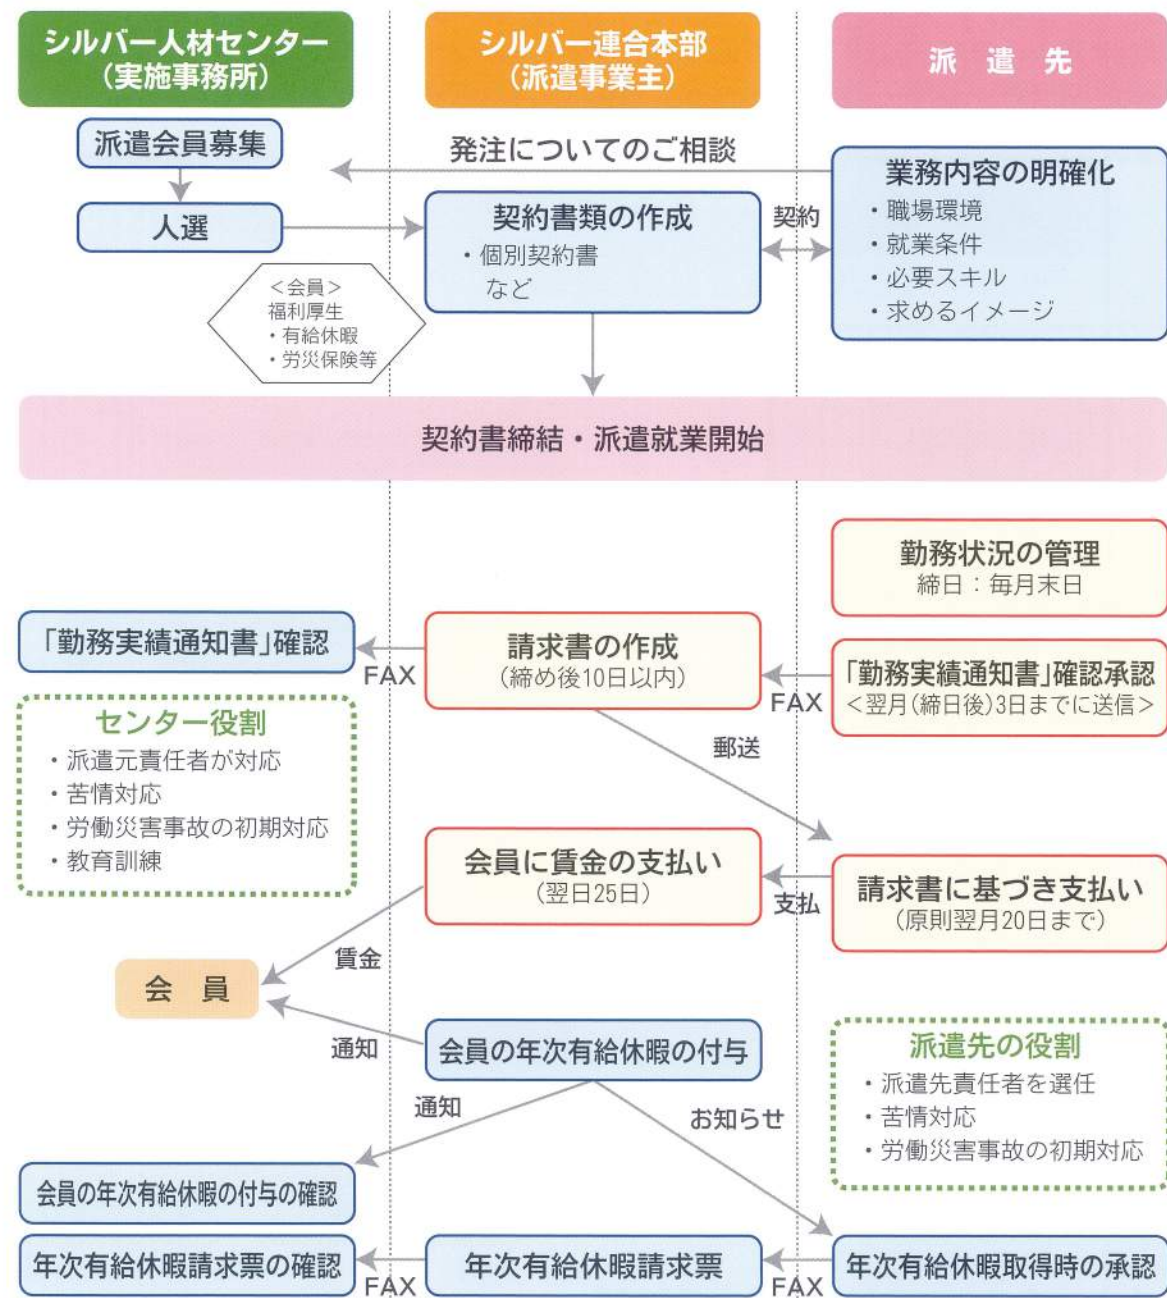 シルバー人材センター
（実施事務所）
シルバー連合本部
（派遣事業主）
派 遣 先
派遣会員募集
発注についてのご相談
人選
契約書類の作成
・個別契約書
など
契約
業務内容の明確化
・職場環境
・就業条件
・必要スキル
・求めるイメージ
＜会員＞
福利厚生
・有給休暇
・労災保険等
契約書締結・派遣就業開始
勤務状況の管理
締日：毎月末日
「勤務実績通知書」確認
FAX
請求書の作成
（締め後10日以内）
FAX
「勤務実績通知書」確認承認
＜翌月（締日後）3日までに送信＞
センター役割
・派遣元責任者が対応
・苦情対応
・労働災害事故の初期対応
・教育訓練
郵送
会員に賃金の支払い
（翌日25日）
支払
請求書に基づき支払い
（原則翌月20日まで）
賃金
会 員
通知
会員の年次有給休暇の付与
通知
お知らせ
派遣先の役割
・派遣先責任者を選任
・苦情対応
・労働災害事故の初期対応
会員の年次有給休暇の付与の確認
年次有給休暇請求票の確認
FAX
年次有給休暇請求票
FAX
年次有給休暇取得時の承認